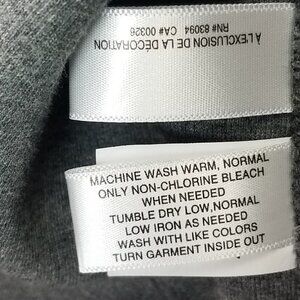 À L'EXCLUSION DE LA DÉCORATION
RN# 83094 CA# 00326
MACHINE WASH WARM, NORMAL
ONLY NON-CHLORINE BLEACH
WHEN NEEDED
TUMBLE DRY LOW, NORMAL
LOW IRON AS NEEDED
WASH WITH LIKE COLORS
TURN GARMENT INSIDE OUT